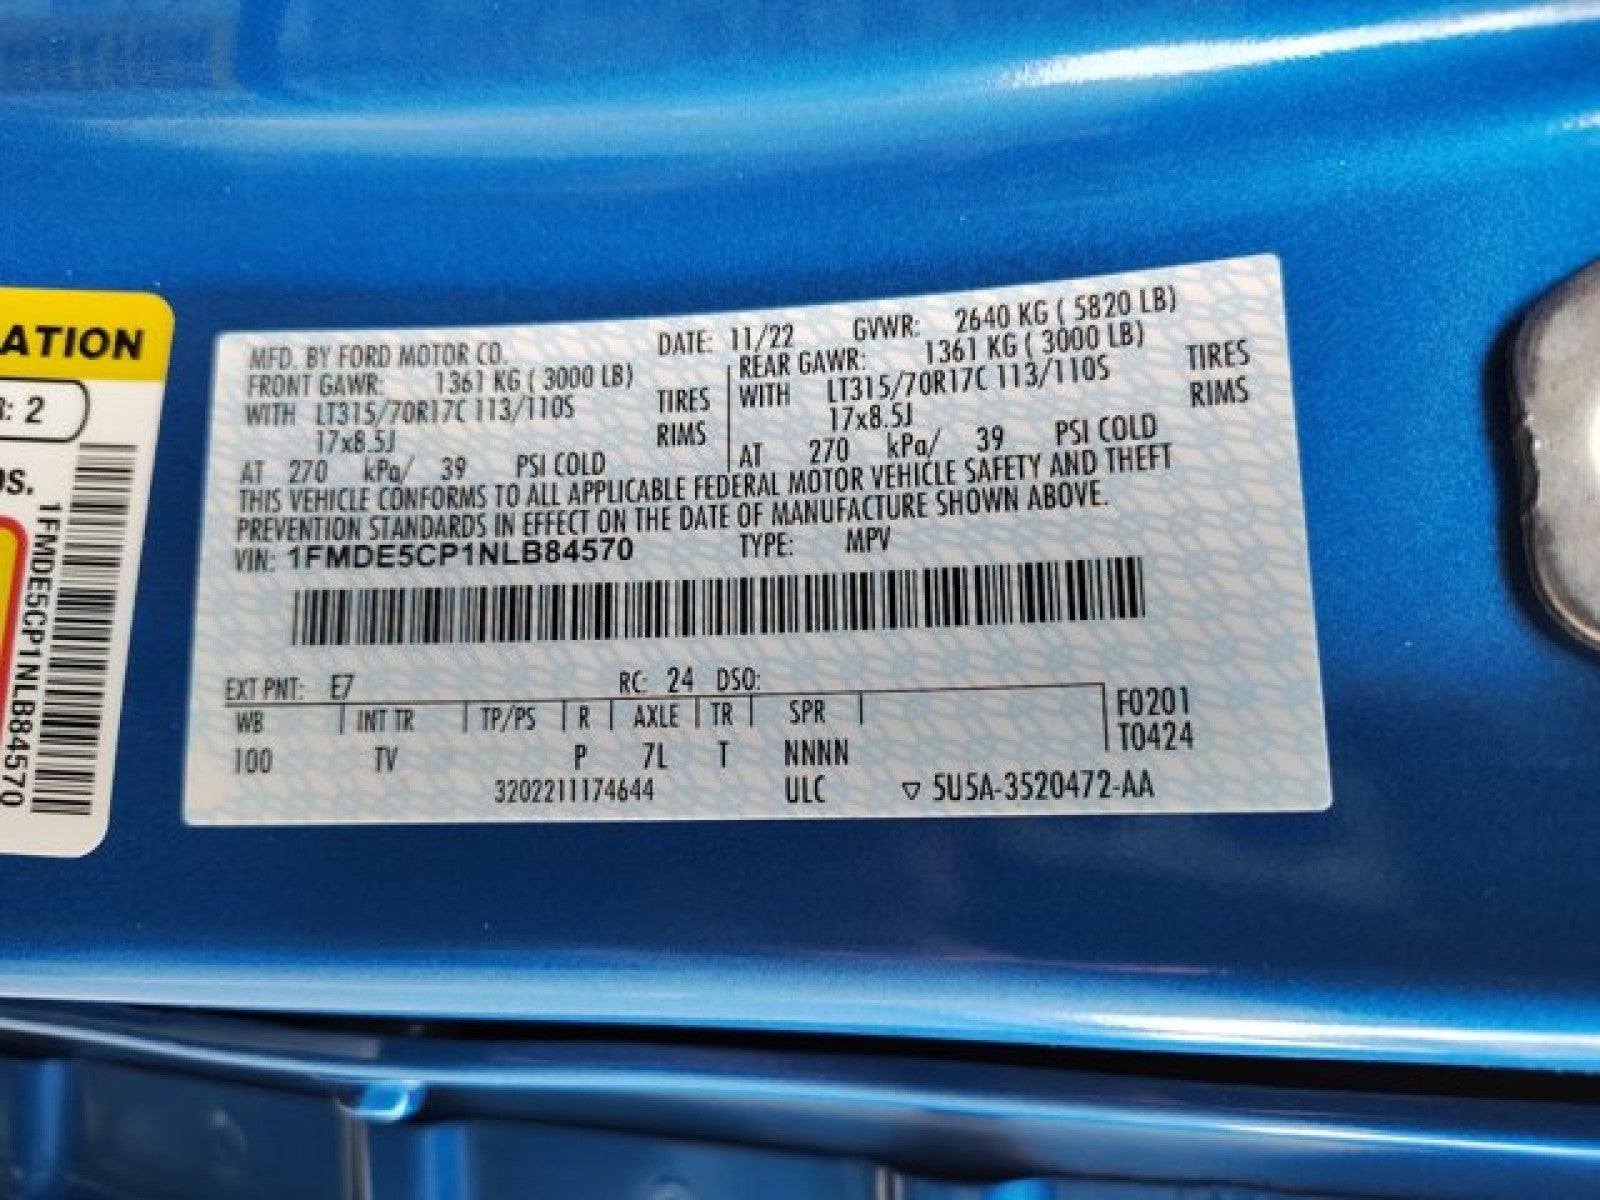 ATION
: 2
os.
1FMDE5CP1NLB84570
MFD. BY FORD MOTOR CO. DATE: 11/22 GVWR: 2640 KG ( 5820 LB)
FRONT GAWR: 1361 KG ( 3000 LB) REAR GAWR: 1361 KG ( 3000 LB)
WITH LT315/70R17C 113/110S TIRES WITH LT315/70R17C 113/110S TIRES
17x8.5J RIMS 17x8.5J RIMS
AT 270 kPa/ 39 PSI COLD AT 270 kPa/ 39 PSI COLD
THIS VEHICLE CONFORMS TO ALL APPLICABLE FEDERAL MOTOR VEHICLE SAFETY AND THEFT
PREVENTION STANDARDS IN EFFECT ON THE DATE OF MANUFACTURE SHOWN ABOVE.
VIN: 1FMDE5CP1NLB84570 TYPE: MPV
EXT PNT: E7 RC: 24 DSO:
WB INT TR TP/PS R AXLE TR SPR F0201
100 TV P 7L T NNNN T0424
3202211174644 ULC ▽ 5U5A-3520472-AA